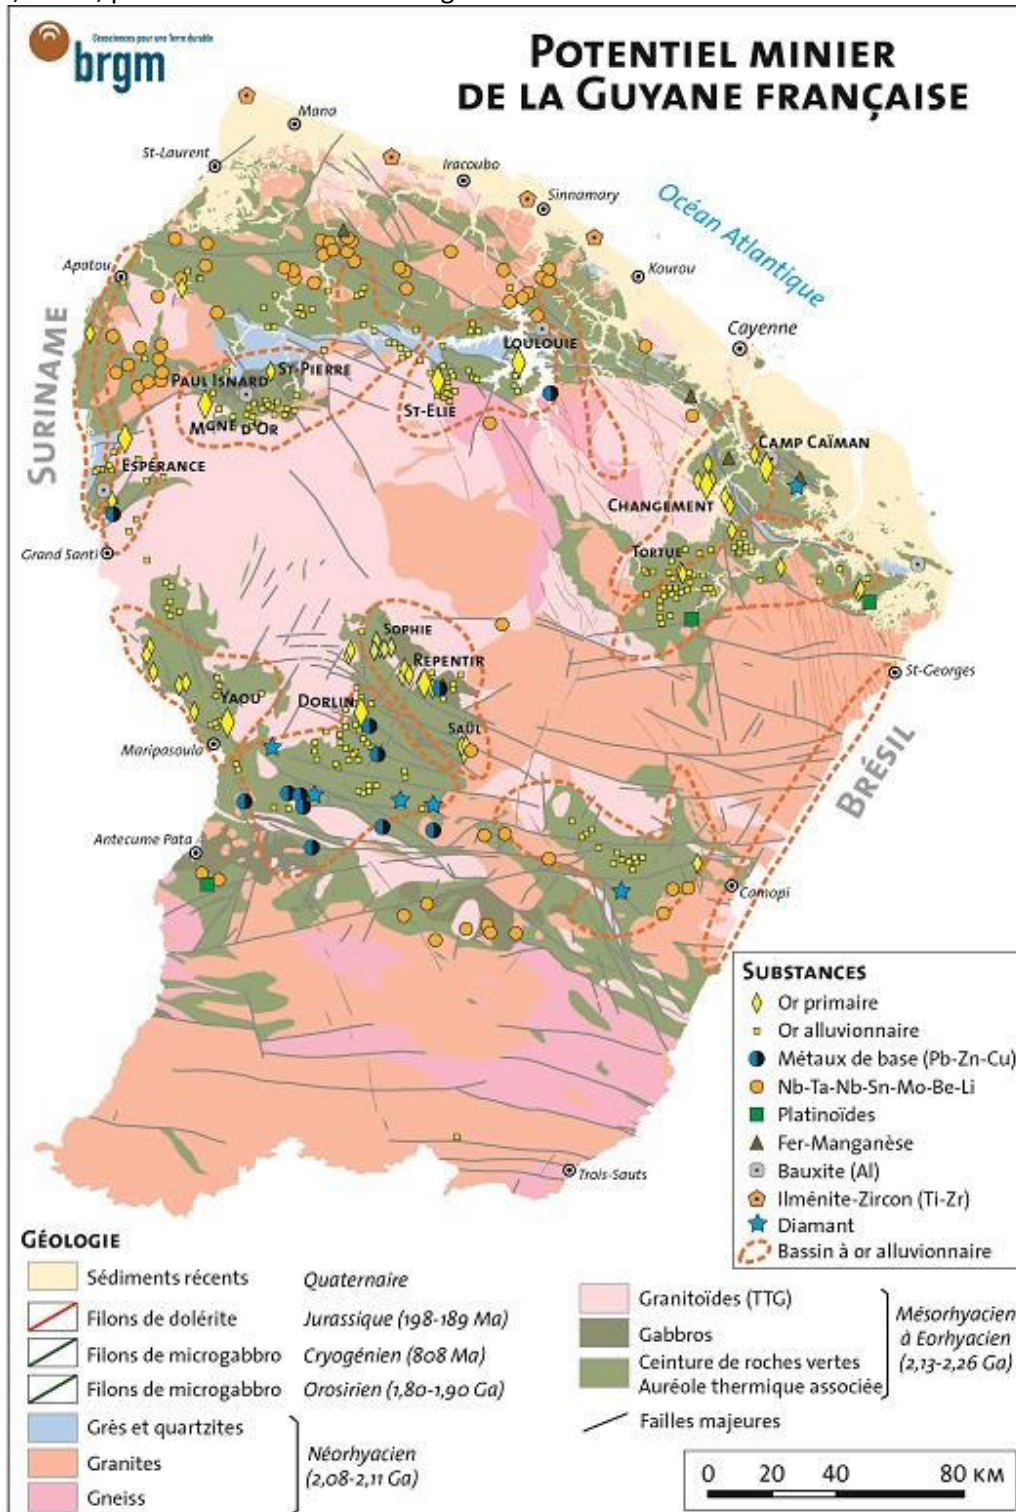 Géosciences pour une Terre durable
brgm
POTENTIEL MINIER
DE LA GUYANE FRANÇAISE
Mana
St-Laurent
Iracoubo
Sinnamary
Océan Atlantique
Apatou
Kourou
Cayenne
SURINAME
LOULOUIE
ST-PIERRE
PAUL ISNARD
ST-ELIE
MGNE D'OR
CAMP CAÏMAN
ESPÉRANCE
CHANGEMENT
Grand Santi
TORTUE
SOPHIE
REPENTIR
St-Georges
YAOU
DORLIN
SAÜL
Maripasoula
BRÉSIL
Antecume Pata
Camopi
Trois-Sauts
SUBSTANCES
Or primaire
Or alluvionnaire
Métaux de base (Pb-Zn-Cu)
Nb-Ta-Nb-Sn-Mo-Be-Li
Platinoïdes
Fer-Manganèse
Bauxite (Al)
Ilménite-Zircon (Ti-Zr)
Diamant
Bassin à or alluvionnaire
GÉOLOGIE
Sédiments récents Quaternaire
Filons de dolérite Jurassique (198-189 Ma)
Filons de microgabbro Cryogénien (808 Ma)
Filons de microgabbro Orosirien (1,80-1,90 Ga)
Grès et quartzites
Granites
Gneiss
Néorhyacien
(2,08-2,11 Ga)
Granitoïdes (TTG)
Gabbros
Ceinture de roches vertes
Auréole thermique associée
Mésorhyacien
à Eorhyacien
(2,13-2,26 Ga)
Failles majeures
0 20 40 80 KM